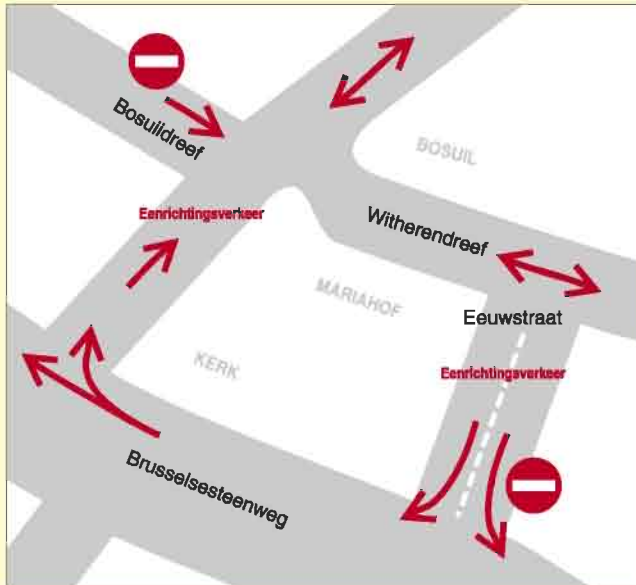 Bosuildreef
BOSUIL
Eenrichtingsverkeer
Witherendreef
MARIAHOF
Eeuwstraat
KERK
Eenrichtingsverkeer
Brusselsesteenweg